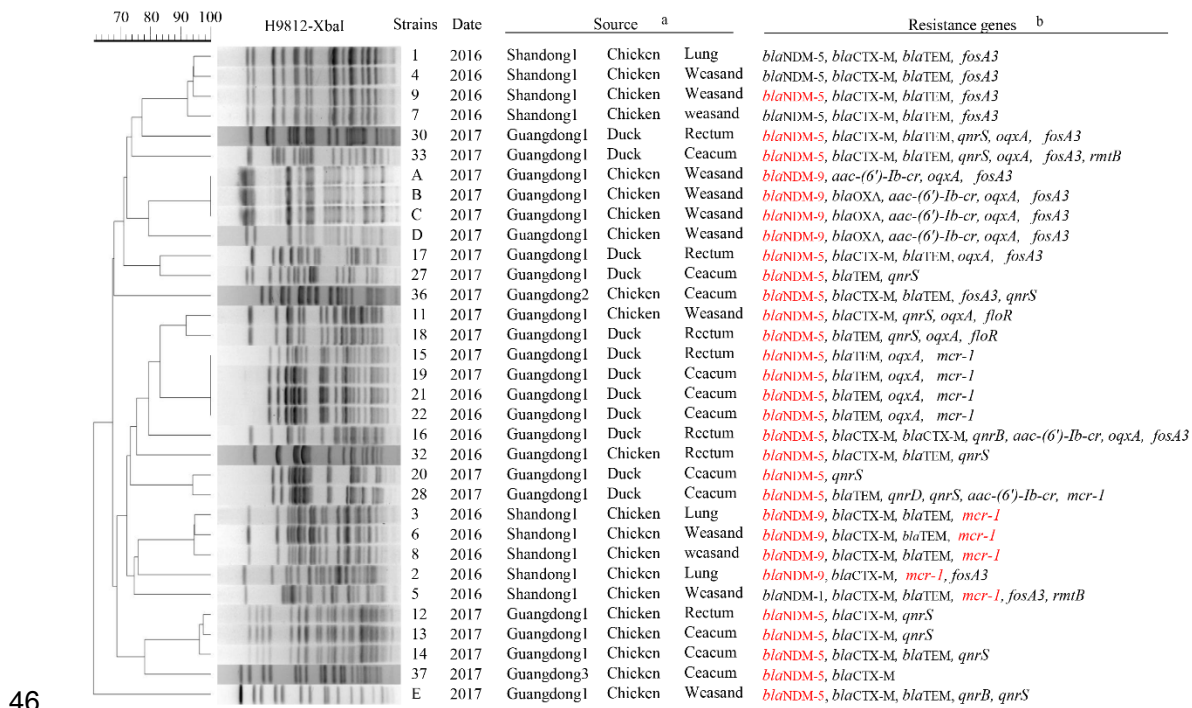 70 80 90 100 H9812-XbaI Strains Date Source a Resistance genes b
1 2016 Shandong1 Chicken Lung blaNDM-5, blaCTX-M, blaTEM, fosA3
4 2016 Shandong1 Chicken Weasand blaNDM-5, blaCTX-M, blaTEM, fosA3
9 2016 Shandong1 Chicken Weasand blaNDM-5, blaCTX-M, blaTEM, fosA3
7 2016 Shandong1 Chicken weasand blaNDM-5, blaCTX-M, blaTEM, fosA3
30 2017 Guangdong1 Duck Rectum blaNDM-5, blaCTX-M, blaTEM, qnrS, oqxA, fosA3
33 2017 Guangdong1 Duck Ceacum blaNDM-5, blaCTX-M, blaTEM, qnrS, oqxA, fosA3, rmtB
A 2017 Guangdong1 Chicken Weasand blaNDM-9, aac-(6')-Ib-cr, oqxA, fosA3
B 2017 Guangdong1 Chicken Weasand blaNDM-9, blaOXA, aac-(6')-Ib-cr, oqxA, fosA3
C 2017 Guangdong1 Chicken Weasand blaNDM-9, blaOXA, aac-(6')-Ib-cr, oqxA, fosA3
D 2017 Guangdong1 Chicken Weasand blaNDM-9, blaOXA, aac-(6')-Ib-cr, oqxA, fosA3
17 2017 Guangdong1 Duck Rectum blaNDM-5, blaCTX-M, blaTEM, oqxA, fosA3
27 2017 Guangdong1 Duck Ceacum blaNDM-5, blaTEM, qnrS
36 2017 Guangdong2 Chicken Ceacum blaNDM-5, blaCTX-M, blaTEM, fosA3, qnrS
11 2017 Guangdong1 Chicken Weasand blaNDM-5, blaCTX-M, qnrS, oqxA, floR
18 2017 Guangdong1 Duck Rectum blaNDM-5, blaTEM, qnrS, oqxA, floR
15 2016 Guangdong1 Duck Rectum blaNDM-5, blaTEM, oqxA, mcr-1
19 2016 Guangdong1 Duck Ceacum blaNDM-5, blaTEM, oqxA, mcr-1
21 2016 Guangdong1 Duck Ceacum blaNDM-5, blaTEM, oqxA, mcr-1
22 2016 Guangdong1 Duck Ceacum blaNDM-5, blaTEM, oqxA, mcr-1
16 2016 Guangdong1 Duck Rectum blaNDM-5, blaCTX-M, blaCTX-M, qnrB, aac-(6')-Ib-cr, oqxA, fosA3
32 2016 Guangdong1 Chicken Rectum blaNDM-5, blaCTX-M, blaTEM, qnrS
20 2016 Guangdong1 Duck Ceacum blaNDM-5, qnrS
28 2016 Guangdong1 Duck Ceacum blaNDM-5, blaTEM, qnrD, qnrS, aac-(6')-Ib-cr, mcr-1
3 2016 Shandong1 Chicken Lung blaNDM-9, blaCTX-M, blaTEM, mcr-1
6 2016 Shandong1 Chicken Weasand blaNDM-9, blaCTX-M, blaTEM, mcr-1
8 2016 Shandong1 Chicken weasand blaNDM-9, blaCTX-M, blaTEM, mcr-1
2 2016 Shandong1 Chicken Lung blaNDM-9, blaCTX-M, mcr-1, fosA3
5 2016 Shandong1 Chicken Weasand blaNDM-1, blaCTX-M, blaTEM, mcr-1, fosA3, rmtB
12 2017 Guangdong1 Chicken Rectum blaNDM-5, blaCTX-M, qnrS
13 2017 Guangdong1 Chicken Ceacum blaNDM-5, blaCTX-M, qnrS
14 2017 Guangdong1 Chicken Ceacum blaNDM-5, blaCTX-M, blaTEM, qnrS
37 2017 Guangdong3 Chicken Ceacum blaNDM-5, blaCTX-M
E 2017 Guangdong1 Chicken Weasand blaNDM-5, blaCTX-M, blaTEM, qnrB, qnrS
46